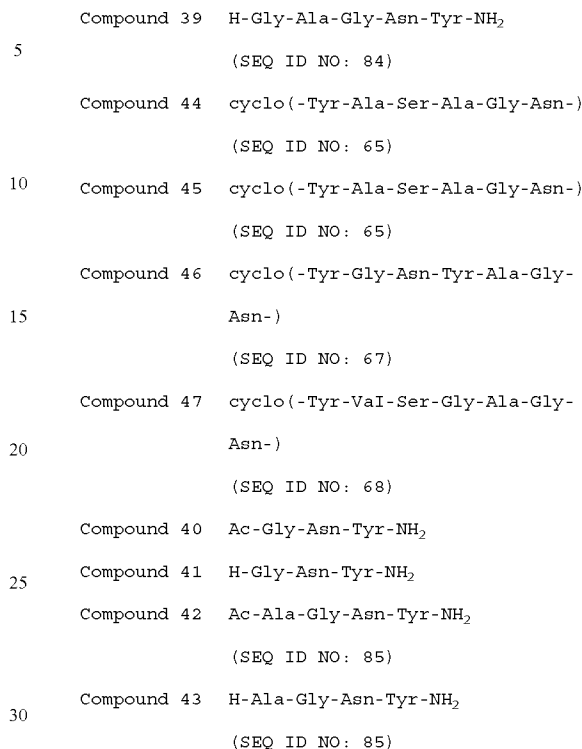 Compound 39 H-Gly-Ala-Gly-Asn-Tyr-NH₂
5
(SEQ ID NO: 84)
Compound 44 cyclo(-Tyr-Ala-Ser-Ala-Gly-Asn-)
(SEQ ID NO: 65)
10 Compound 45 cyclo(-Tyr-Ala-Ser-Ala-Gly-Asn-)
(SEQ ID NO: 65)
Compound 46 cyclo(-Tyr-Gly-Asn-Tyr-Ala-Gly-
15 Asn-)
(SEQ ID NO: 67)
Compound 47 cyclo(-Tyr-VaI-Ser-Gly-Ala-Gly-
20 Asn-)
(SEQ ID NO: 68)
Compound 40 Ac-Gly-Asn-Tyr-NH₂
25 Compound 41 H-Gly-Asn-Tyr-NH₂
Compound 42 Ac-Ala-Gly-Asn-Tyr-NH₂
(SEQ ID NO: 85)
30 Compound 43 H-Ala-Gly-Asn-Tyr-NH₂
(SEQ ID NO: 85)